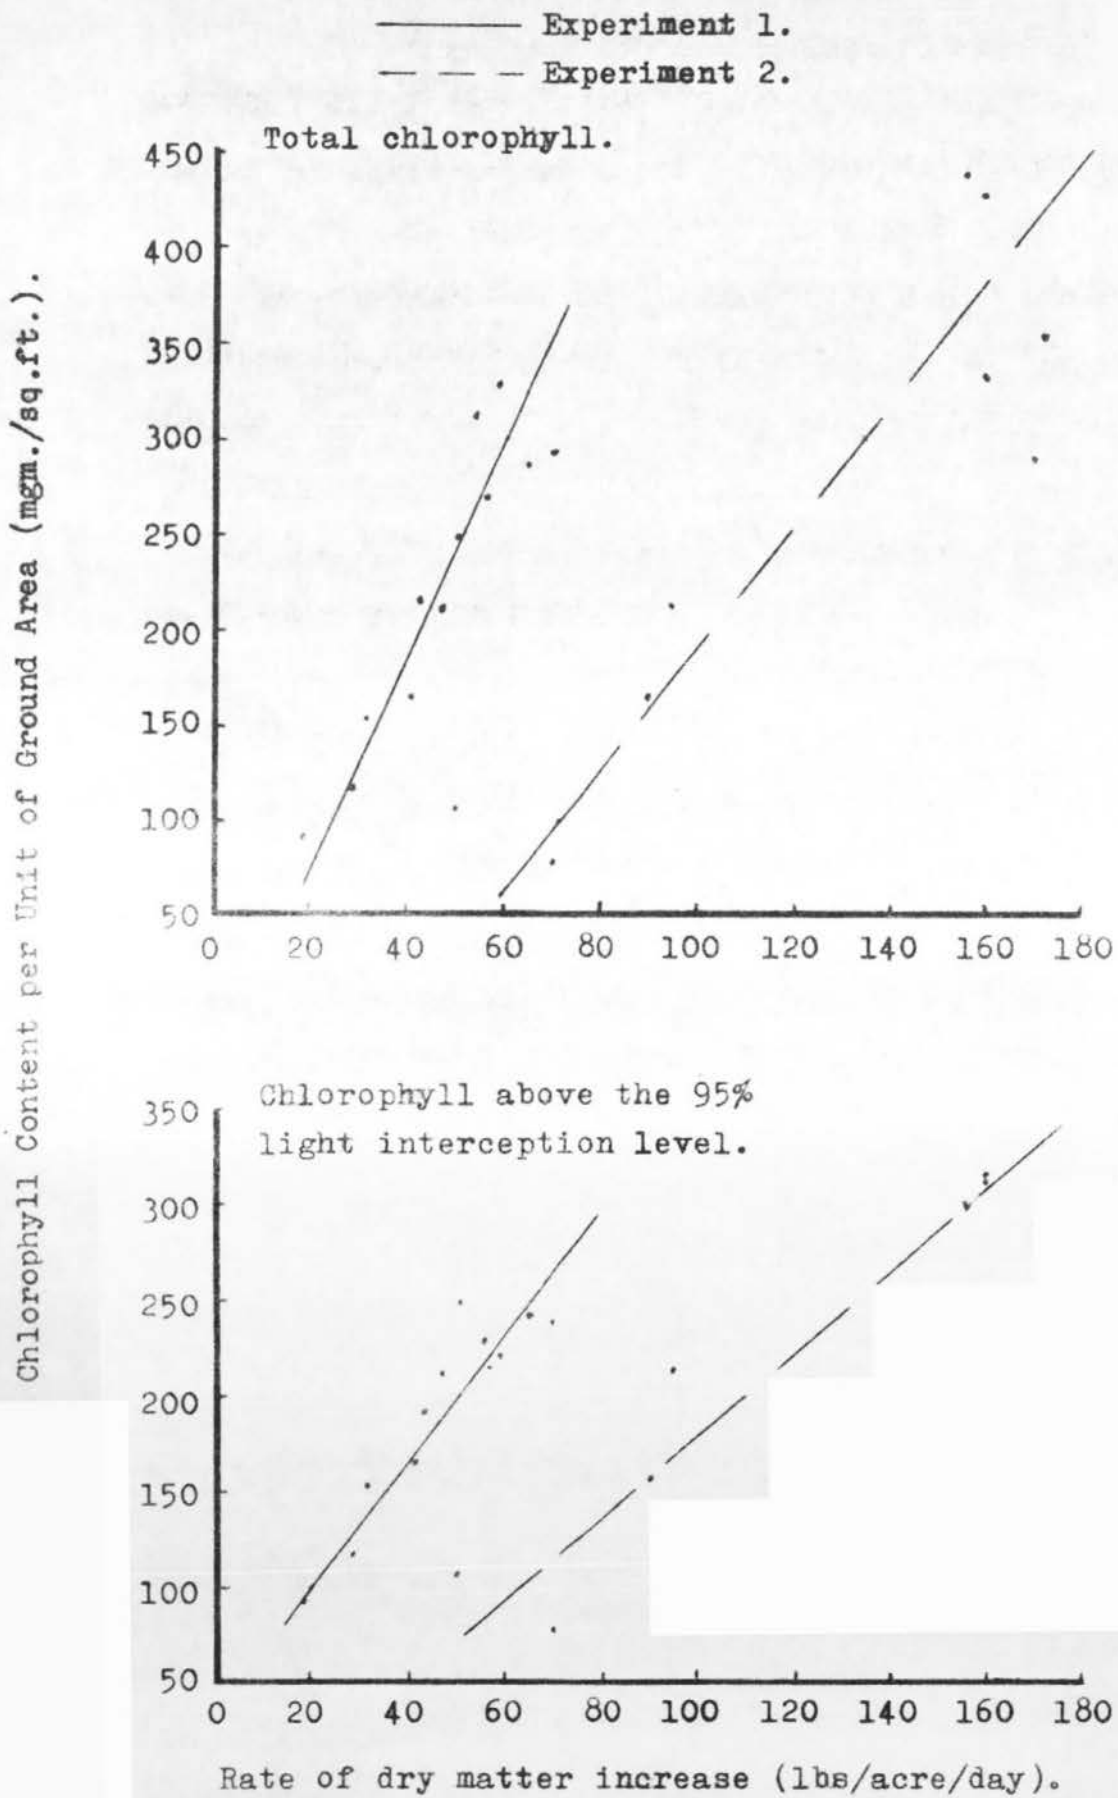 Experiment 1.
Experiment 2.
Total chlorophyll.
450
400
350
300
250
200
150
100
50
0 20 40 60 80 100 120 140 160 180
Chlorophyll Content per Unit of Ground Area (mgm./sq.ft.).
Chlorophyll above the 95%
light interception level.
350
300
250
200
150
100
50
0 20 40 60 80 100 120 140 160 180
Rate of dry matter increase (lbs/acre/day).